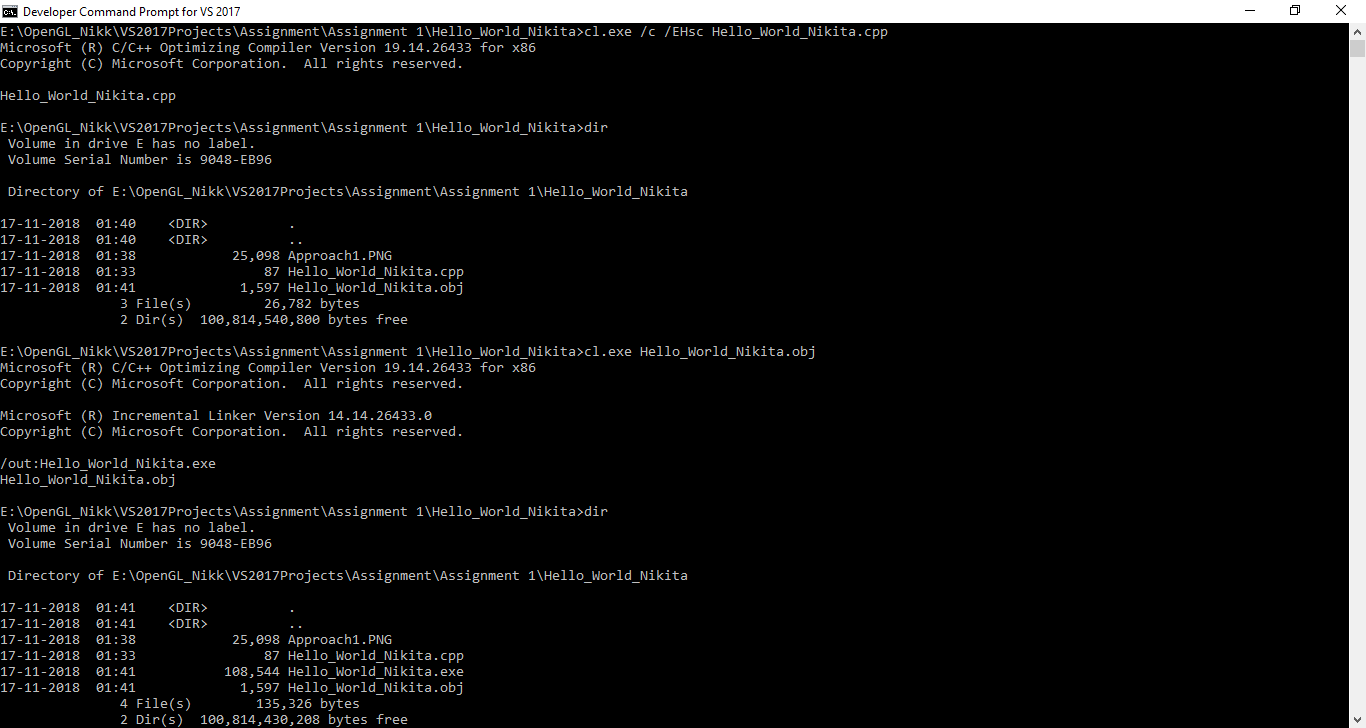 Developer Command Prompt for VS 2017
E:\OpenGL_Nikk\VS2017Projects\Assignment\Assignment 1\Hello_World_Nikita>cl.exe /c /EHsc Hello_World_Nikita.cpp
Microsoft (R) C/C++ Optimizing Compiler Version 19.14.26433 for x86
Copyright (C) Microsoft Corporation.  All rights reserved.

Hello_World_Nikita.cpp

E:\OpenGL_Nikk\VS2017Projects\Assignment\Assignment 1\Hello_World_Nikita>dir
 Volume in drive E has no label.
 Volume Serial Number is 9048-EB96

 Directory of E:\OpenGL_Nikk\VS2017Projects\Assignment\Assignment 1\Hello_World_Nikita

17-11-2018  01:40    <DIR>          .
17-11-2018  01:40    <DIR>          ..
17-11-2018  01:38            25,098 Approach1.PNG
17-11-2018  01:33                87 Hello_World_Nikita.cpp
17-11-2018  01:41             1,597 Hello_World_Nikita.obj
               3 File(s)         26,782 bytes
               2 Dir(s)  100,814,540,800 bytes free

E:\OpenGL_Nikk\VS2017Projects\Assignment\Assignment 1\Hello_World_Nikita>cl.exe Hello_World_Nikita.obj
Microsoft (R) C/C++ Optimizing Compiler Version 19.14.26433 for x86
Copyright (C) Microsoft Corporation.  All rights reserved.

Microsoft (R) Incremental Linker Version 14.14.26433.0
Copyright (C) Microsoft Corporation.  All rights reserved.

/out:Hello_World_Nikita.exe
Hello_World_Nikita.obj

E:\OpenGL_Nikk\VS2017Projects\Assignment\Assignment 1\Hello_World_Nikita>dir
 Volume in drive E has no label.
 Volume Serial Number is 9048-EB96

 Directory of E:\OpenGL_Nikk\VS2017Projects\Assignment\Assignment 1\Hello_World_Nikita

17-11-2018  01:41    <DIR>          .
17-11-2018  01:41    <DIR>          ..
17-11-2018  01:38            25,098 Approach1.PNG
17-11-2018  01:33                87 Hello_World_Nikita.cpp
17-11-2018  01:41           108,544 Hello_World_Nikita.exe
17-11-2018  01:41             1,597 Hello_World_Nikita.obj
               4 File(s)        135,326 bytes
               2 Dir(s)  100,814,430,208 bytes free